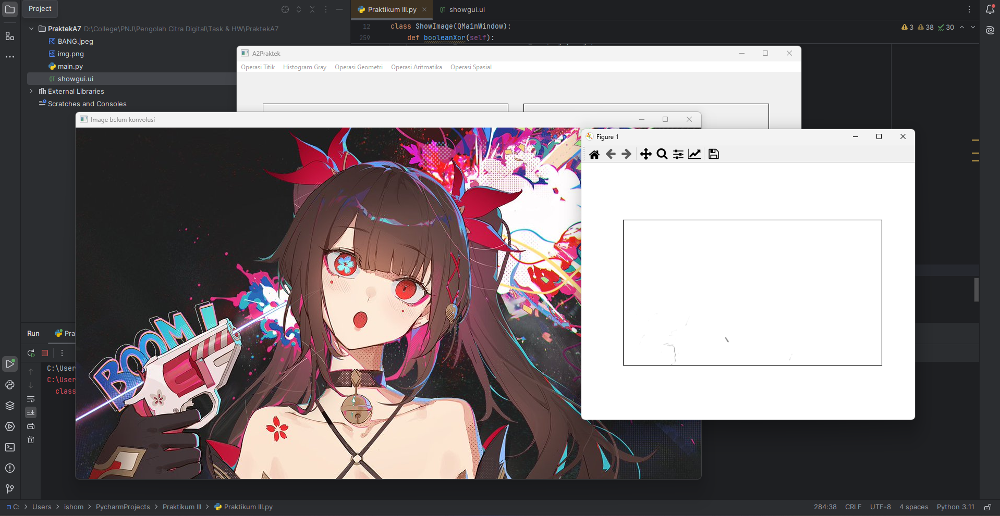 Project
Praktikum III.py
showgui.ui
PraktekA7 D:\College\PNJ\Pengolah Citra Digital\Task & HW\PraktekA7
BANG.jpeg
img.png
main.py
showgui.ui
External Libraries
Scratches and Consoles
12 class ShowImage(QMainWindow):
259 def booleanXor(self):
3 38 30
A2Praktek
Operasi Titik Histogram Gray Operasi Geometri Operasi Aritmatika Operasi Spasial
Image belum konvolusi
Figure 1
BOOM!
Run Pra
C:\User
C:\User
class
C: > Users > ishom > PycharmProjects > Praktikum III > Praktikum III.py
284:38 CRLF UTF-8 4 spaces Python 3.11